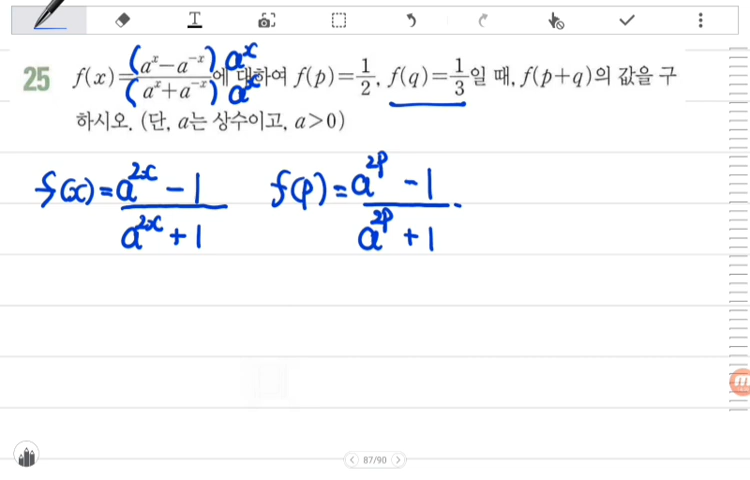 T
25 f(x)=(a^x-a^-x) a^x/(a^x+a^-x) a^x에 대하여 f(p)=1/2, f(q)=1/3일 때, f(p+q)의 값을 구
하시오. (단, a는 상수이고, a>0)
f(x)=a^2x-1/a^2x+1 f(p)=a^2p-1/a^2p+1.
87/90